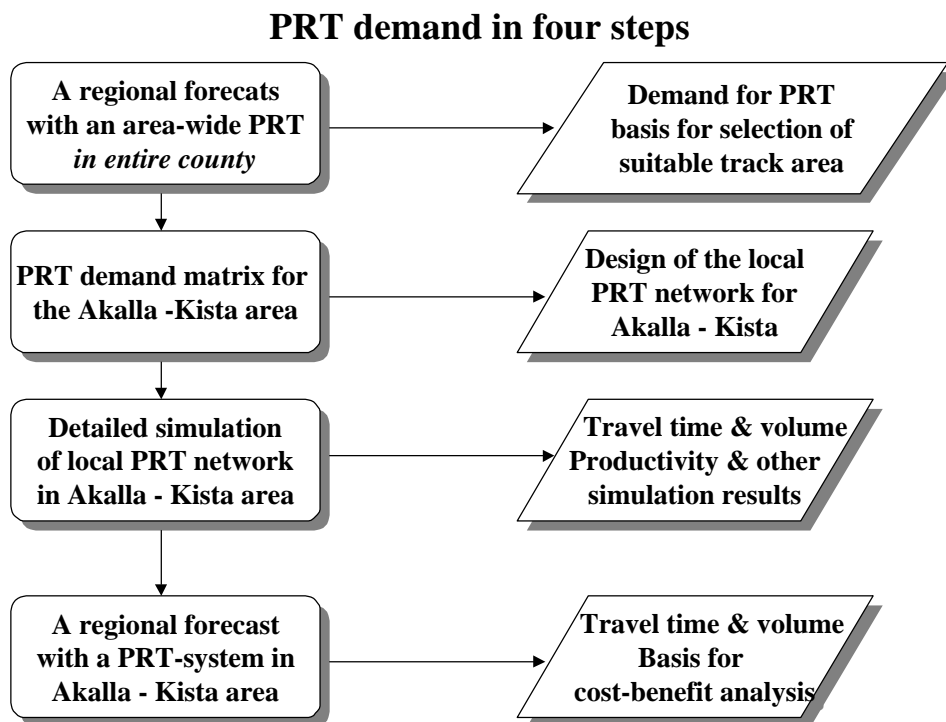 PRT demand in four steps
A regional forecats
with an area-wide PRT
in entire county
Demand for PRT
basis for selection of
suitable track area
PRT demand matrix for
the Akalla -Kista area
Design of the local
PRT network for
Akalla - Kista
Detailed simulation
of local PRT network
in Akalla - Kista area
Travel time & volume
Productivity & other
simulation results
A regional forecast
with a PRT-system in
Akalla - Kista area
Travel time & volume
Basis for
cost-benefit analysis